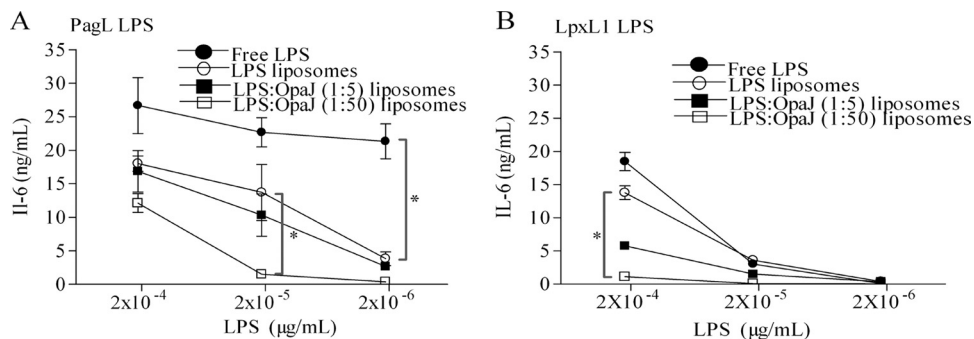 A
PagL LPS
Free LPS
LPS liposomes
LPS:OpaJ (1:5) liposomes
LPS:OpaJ (1:50) liposomes
35
30
25
20
15
10
5
0
Il-6 (ng/mL)
*
*
2x10-4
2x10-5
2x10-6
LPS (µg/mL)
B
LpxL1 LPS
Free LPS
LPS liposomes
LPS:OpaJ (1:5) liposomes
LPS:OpaJ (1:50) liposomes
35
30
25
20
15
10
5
0
IL-6 (ng/mL)
*
2X10-4
2X10-5
2X10-6
LPS (µg/mL)